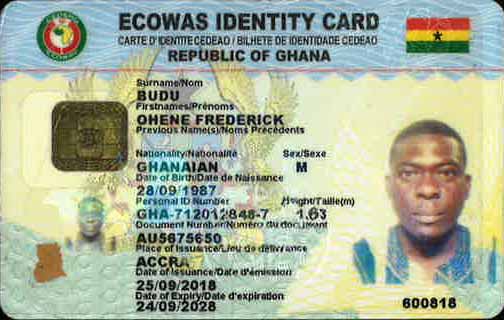 ECOWAS IDENTITY CARD
CARTE D'IDENTITE CEDEAO / BILHETE DE IDENTIDADE CEDEAO
REPUBLIC OF GHANA
Surname/Nom
BUDU
Firstnames/Prénoms
OHENE FREDERICK
Previous Name(s)/Noms Précédents
Nationality/Nationalité Sex/Sexe
GHANAIAN M
Date of Birth/Date de Naissance
28/09/1987
Personal ID Number Height/Taille(m)
GHA-712012848-7 1.63
Document Number/Numéro du document
AU5675650
Place of Issuance/Lieu de délivrance
ACCRA
Date of Issuance/Date d'émission
25/09/2018
Date of Expiry/Date d'expiration
24/09/2028
600818